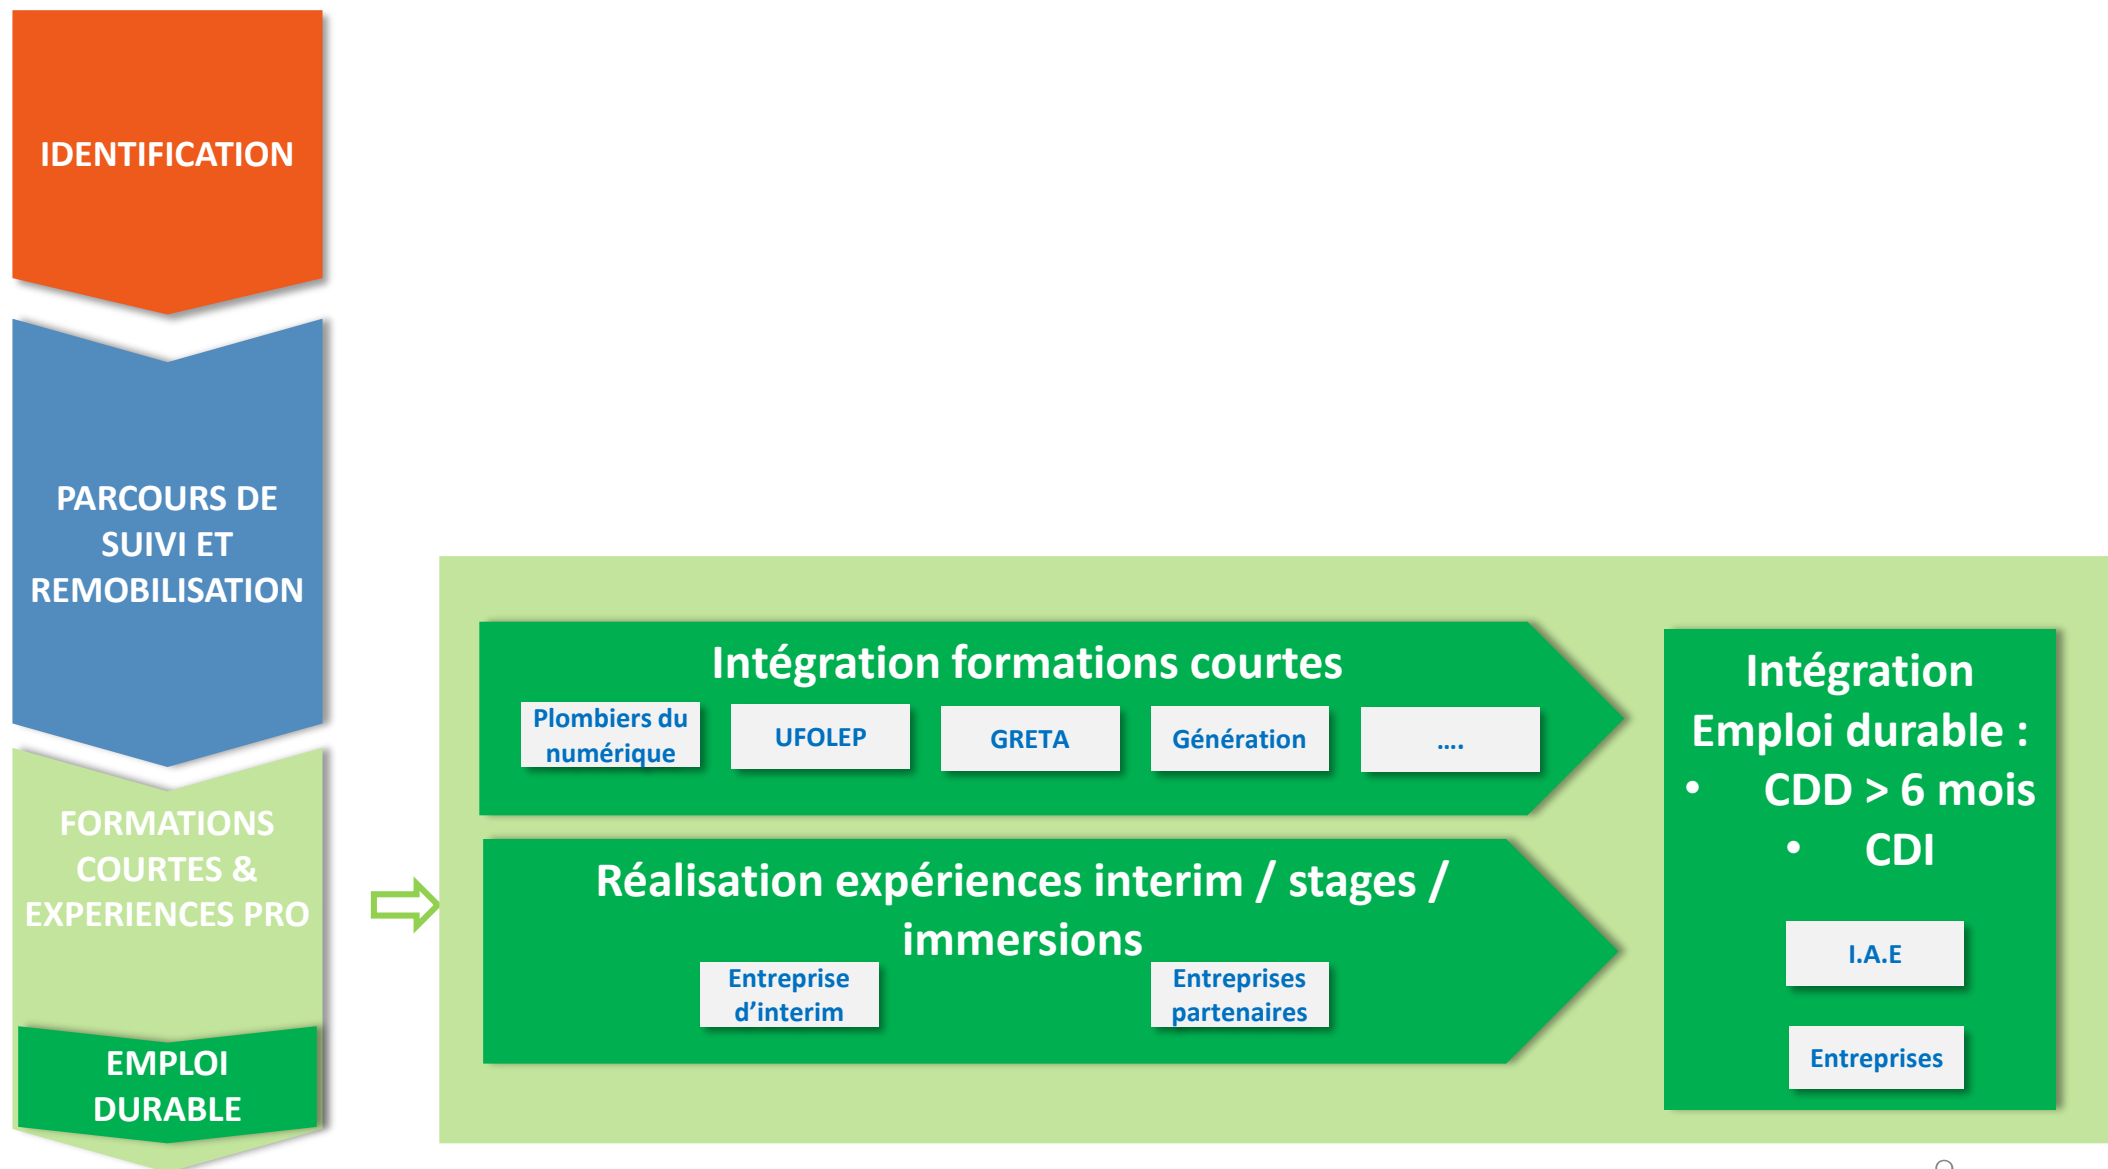 IDENTIFICATION
PARCOURS DE
SUIVI ET
REMOBILISATION
FORMATIONS
COURTES &
EXPERIENCES PRO
EMPLOI
DURABLE
Intégration formations courtes
Plombiers du
numérique
UFOLEP
GRETA
Génération
....
Réalisation expériences interim / stages /
immersions
Entreprise
d’interim
Entreprises
partenaires
Intégration
Emploi durable :
• CDD > 6 mois
• CDI
I.A.E
Entreprises